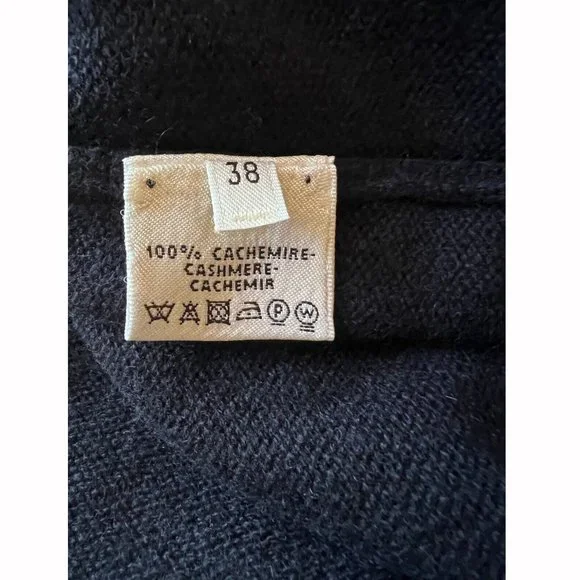 38
100% CACHEMIRE-
CASHMERE-
CACHEMIR
P W